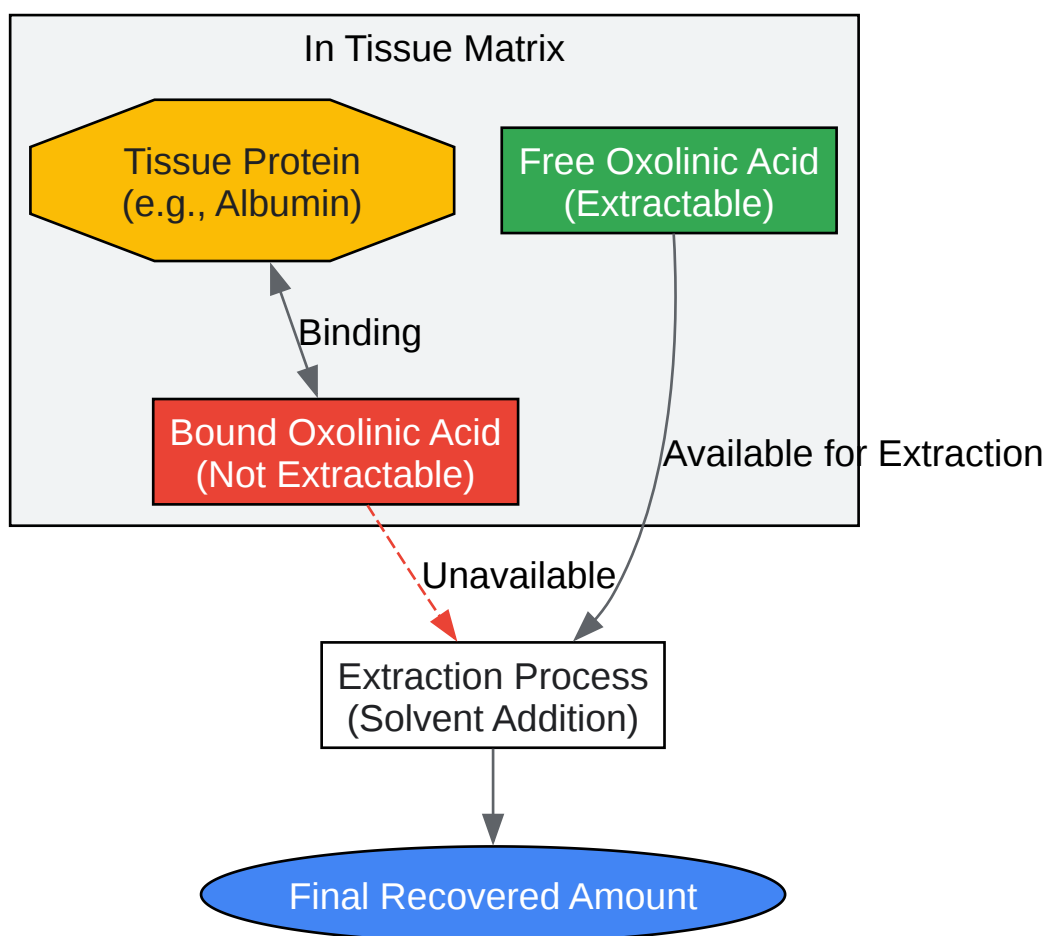 In Tissue Matrix
Tissue Protein
(e.g., Albumin)
Free Oxolinic Acid
(Extractable)
Binding
Bound Oxolinic Acid
(Not Extractable)
Available for Extraction
Unavailable
Extraction Process
(Solvent Addition)
Final Recovered Amount